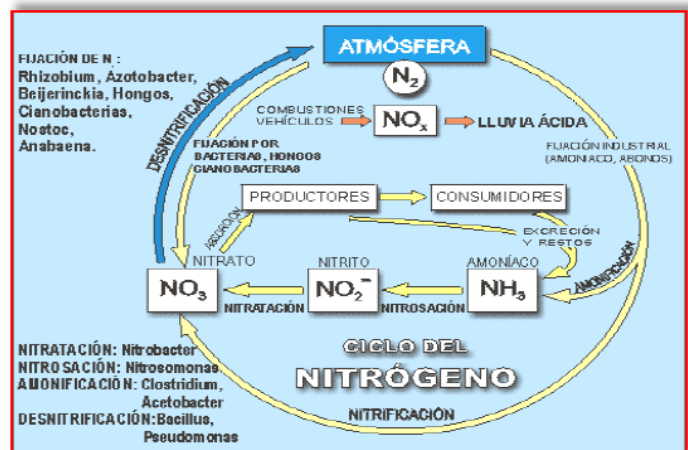 FIJACIÓN DE N :
Rhizobium, Azotobacter,
Beijerinckia, Hongos,
Cianobacterias,
Nostoc,
Anabaena.
ATMÓSFERA
N2
DESNITRIFICACIÓN
COMBUSTIONES
VEHÍCULOS
NOx
LLUVIA ÁCIDA
FIJACIÓN POR
BACTERIAS, HONGOS
CIANOBACTERIAS
FIJACIÓN INDUSTRIAL
(AMONIACO, ABONOS)
PRODUCTORES
CONSUMIDORES
ABSORCIÓN
EXCRECIÓN
Y RESTOS
NITRATO
NITRITO
AMONÍACO
AMONIFICACIÓN
NO3
NO2-
NH3
NITRATACIÓN
NITROSACIÓN
CICLO DEL
NITRÓGENO
NITRATACIÓN: Nitrobacter
NITROSACIÓN: Nitrosomonas
AMONIFICACIÓN: Clostridium,
Acetobacter
DESNITRIFICACIÓN:Bacillus,
Pseudomonas
NITRIFICACIÓN